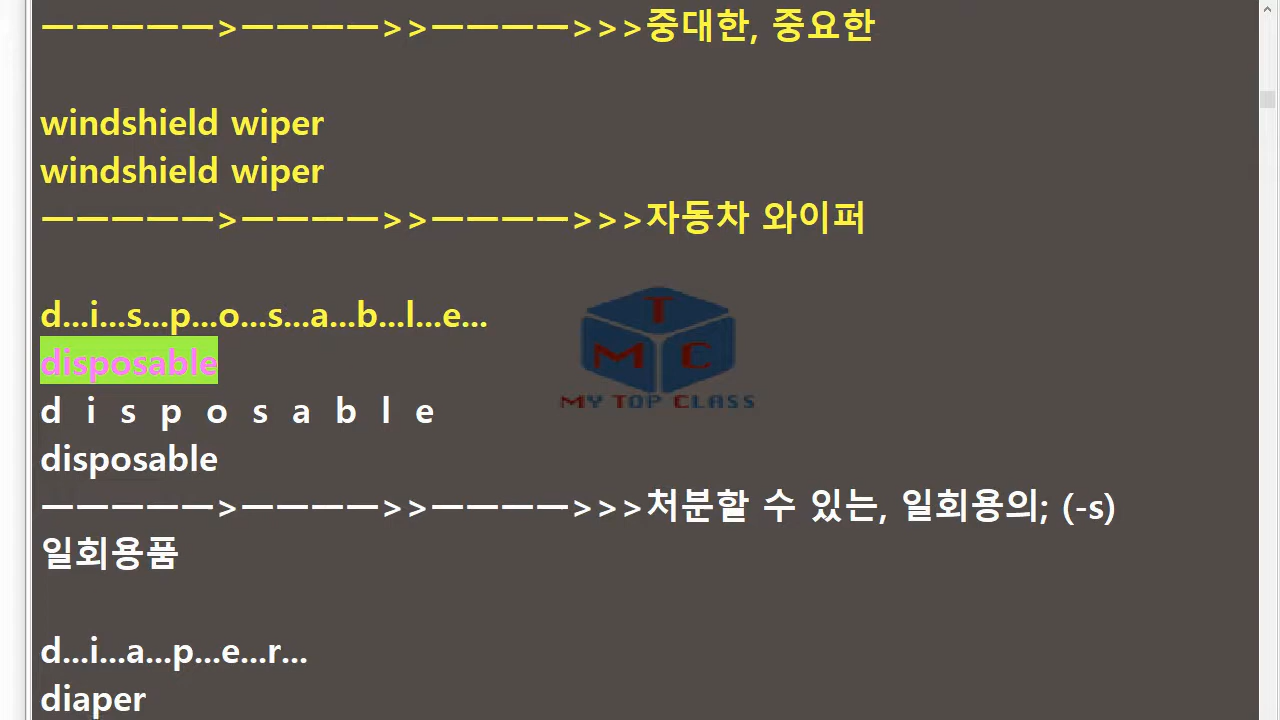 —————>————>>————>>>중대한, 중요한
windshield wiper
windshield wiper
—————>————>>————>>>자동차 와이퍼
d...i...s...p...o...s...a...b...l...e...
disposable
d i s p o s a b l e
disposable
—————>————>>————>>>처분할 수 있는, 일회용의; (-s)
일회용품
d...i...a...p...e...r...
diaper
T
M C
MY TOP CLASS